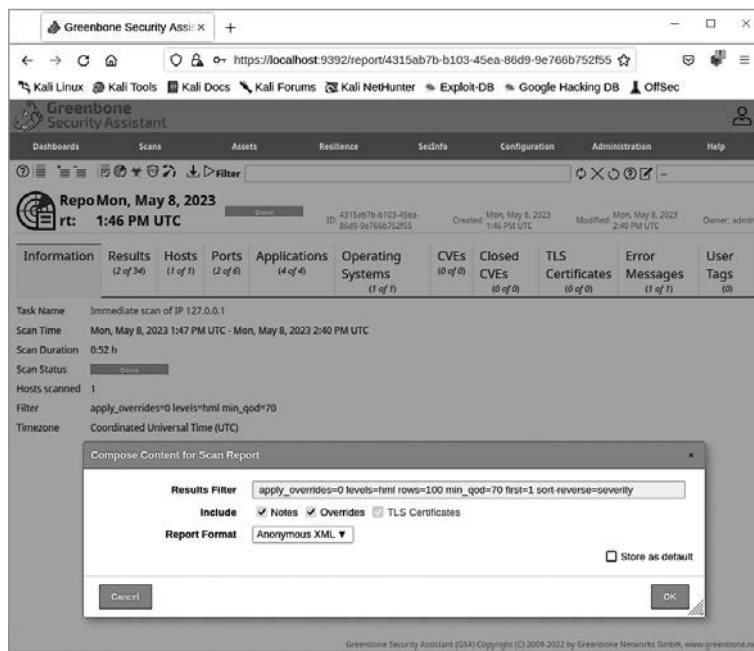 Greenbone Security Assis
https://localhost:9392/report/4315ab7b-b103-45ea-86d9-9e766b752f55
Kali Linux Kali Tools Kali Docs Kali Forums Kali NetHunter Exploit-DB Google Hacking DB OffSec
Greenbone
Security Assistant
Dashboards Scans Assets Resilience SecInfo Configuration Administration Help
Filter --
Repo Mon, May 8, 2023
rt: 1:46 PM UTC
Done
ID: 4315ab7b-b103-45ea-
86d9-9e766b752f55
Created: Mon, May 8, 2023
1:46 PM UTC
Modified: Mon, May 8, 2023
2:40 PM UTC
Owner: admin
Information Results Hosts Ports Applications Operating CVEs Closed TLS Error User
(2 of 34) (1 of 1) (2 of 6) (4 of 4) Systems (0 of 0) CVEs Certificates Messages Tags
(1 of 1) (0 of 0) (0 of 0) (1 of 1) (0)
Task Name Immediate scan of IP 127.0.0.1
Scan Time Mon, May 8, 2023 1:47 PM UTC - Mon, May 8, 2023 2:40 PM UTC
Scan Duration 0:52 h
Scan Status Done
Hosts scanned 1
Filter apply_overrides=0 levels=hml min_qod=70
Timezone Coordinated Universal Time (UTC)
Compose Content for Scan Report
Results Filter apply_overrides=0 levels=hml rows=100 min_qod=70 first=1 sort-reverse=severity
Include Notes Overrides TLS Certificates
Report Format Anonymous XML ▼
Store as default
Cancel OK
Greenbone Security Assistant (GSA) Copyright (C) 2009-2022 by Greenbone Networks GmbH, www.greenbone.ne